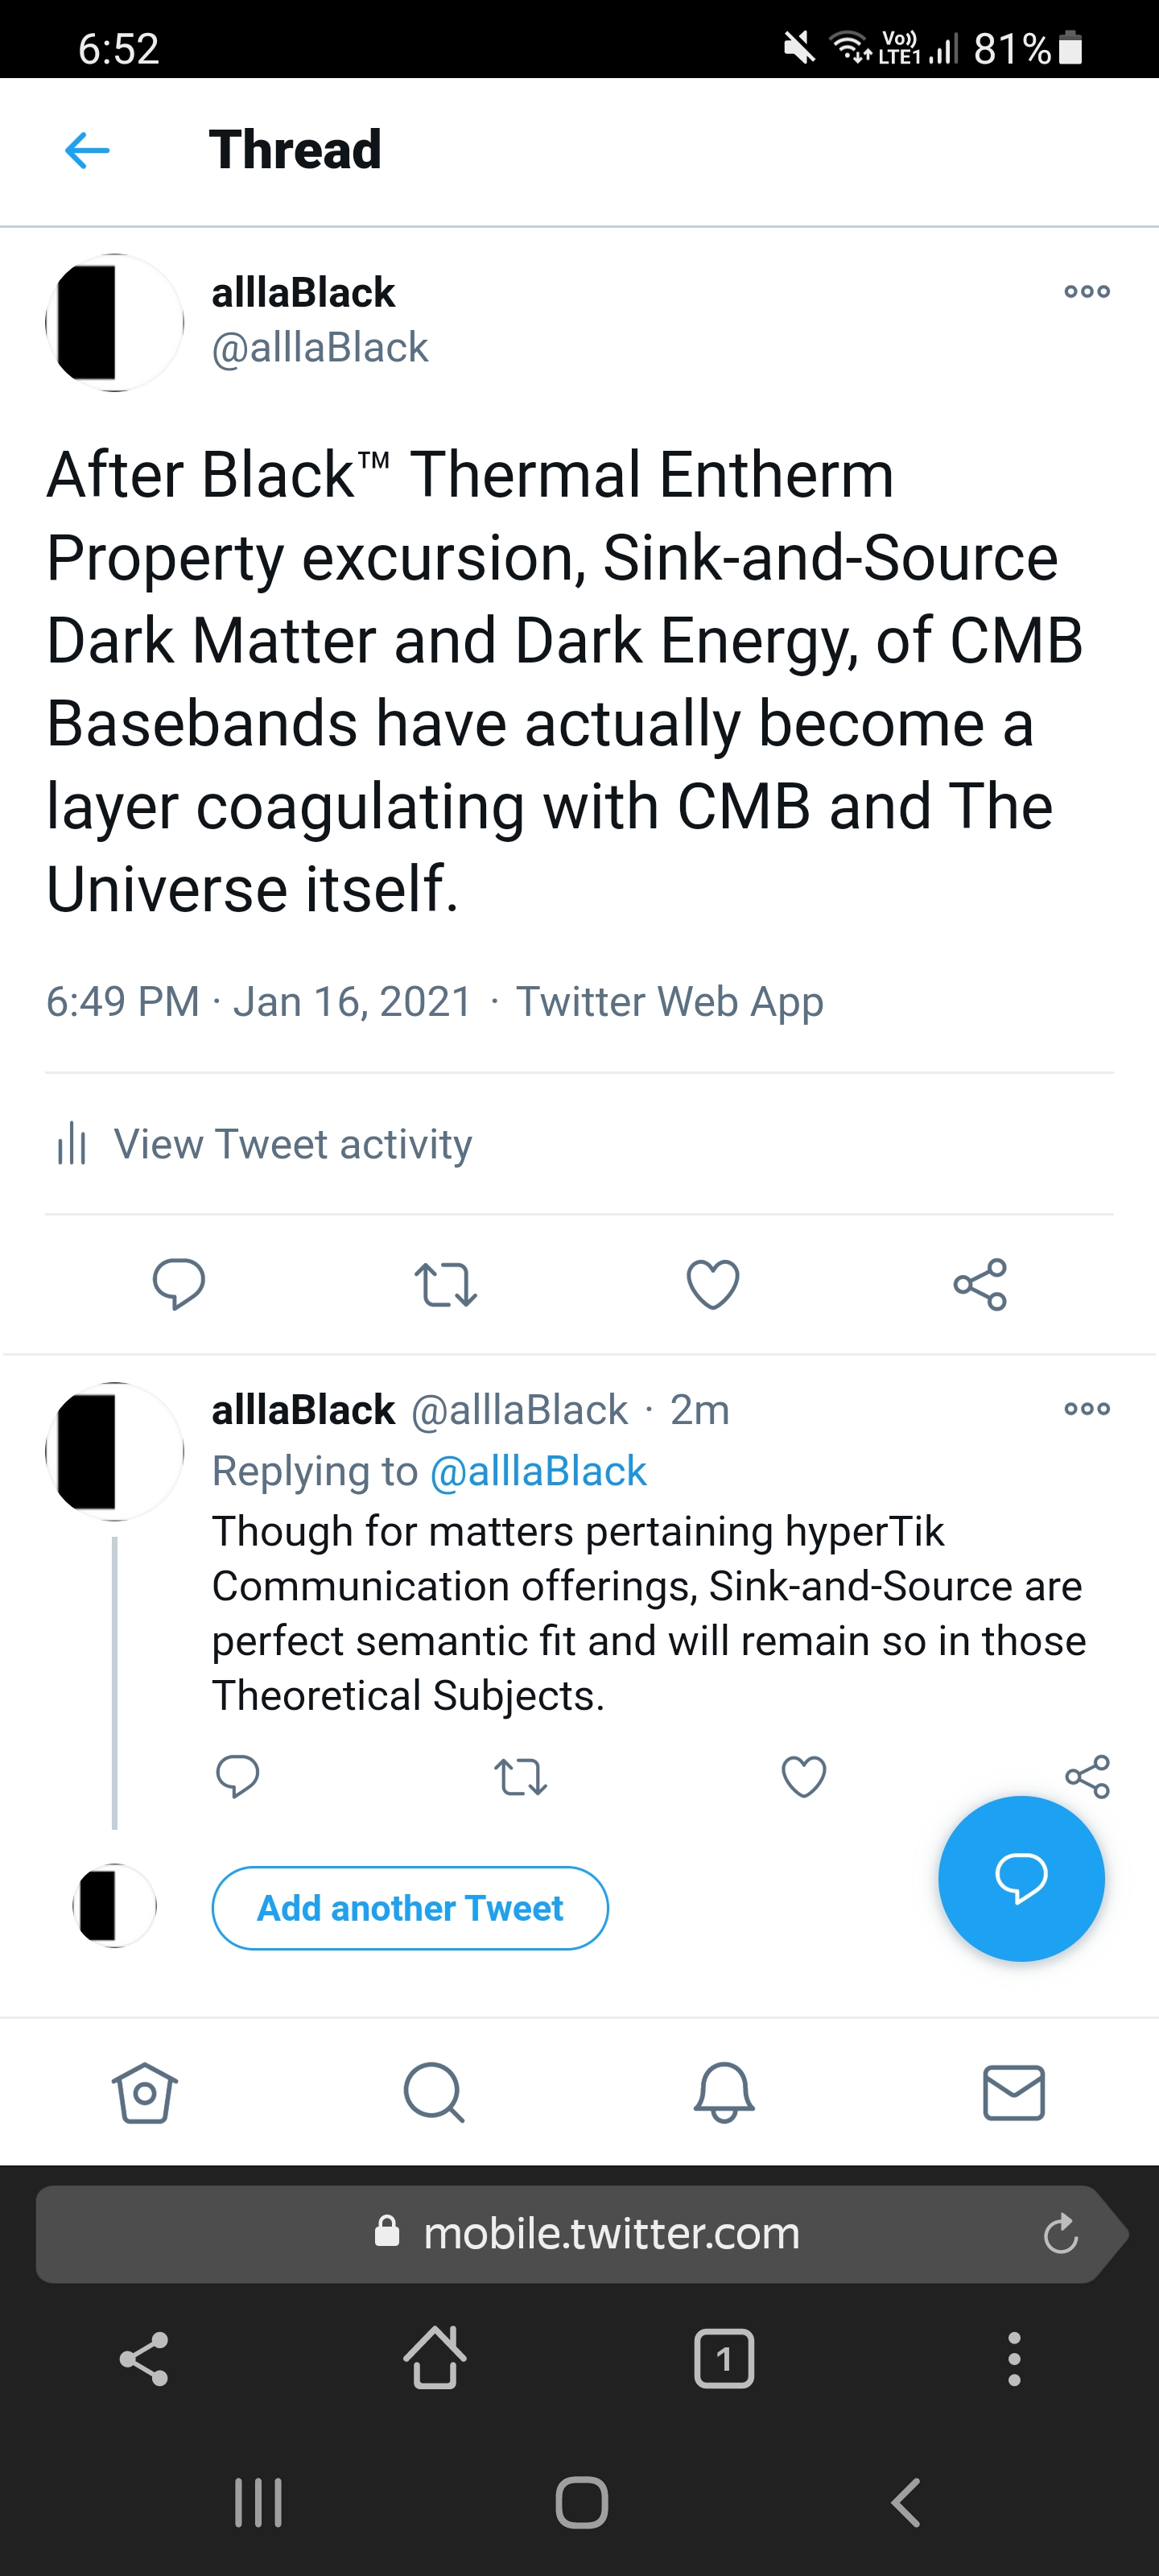 6:52
Vo)) LTE1 81%
Thread
alllaBlack
@alllaBlack
After Black™ Thermal Entherm
Property excursion, Sink-and-Source
Dark Matter and Dark Energy, of CMB
Basebands have actually become a
layer coagulating with CMB and The
Universe itself.
6:49 PM · Jan 16, 2021 · Twitter Web App
View Tweet activity
alllaBlack @alllaBlack · 2m
Replying to @alllaBlack
Though for matters pertaining hyperTik
Communication offerings, Sink-and-Source are
perfect semantic fit and will remain so in those
Theoretical Subjects.
Add another Tweet
mobile.twitter.com
1